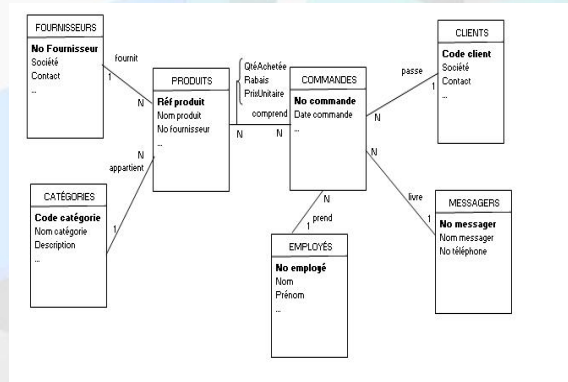 FOURNISSEURS
No Fournisseur
Société
Contact
...
fournit
1
N
PRODUITS
Réf produit
Nom produit
No fournisseur
...
QtéAchetée
Rabais
PrixUnitaire
comprend
N
N
COMMANDES
No commande
Date commande
...
CLIENTS
Code client
Société
Contact
...
passe
1
N
N
appartient
1
CATÉGORIES
Code catégorie
Nom catégorie
Description
...
N
prend
1
EMPLOYÉS
No employé
Nom
Prénom
...
N
livre
1
MESSAGERS
No messager
Nom messager
No téléphone